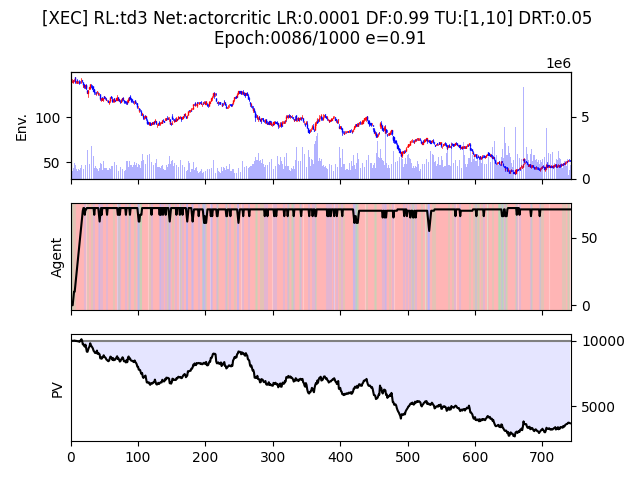 [XEC] RL:td3 Net:actorcritic LR:0.0001 DF:0.99 TU:[1,10] DRT:0.05
Epoch:0086/1000 e=0.91
1e6
Env.
100
50
5
0
Agent
50
0
PV
10000
5000
0 100 200 300 400 500 600 700